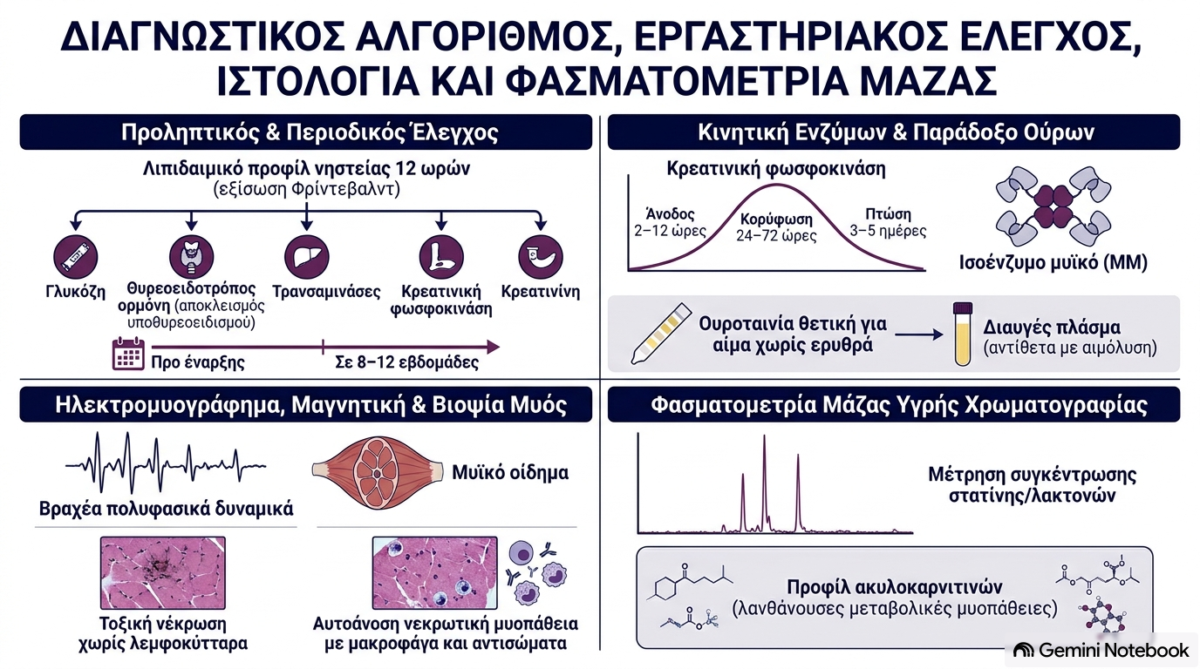 ΔΙΑΓΝΩΣΤΙΚΟΣ ΑΛΓΟΡΙΘΜΟΣ, ΕΡΓΑΣΤΗΡΙΑΚΟΣ ΕΛΕΓΧΟΣ,
ΙΣΤΟΛΟΓΙΑ ΚΑΙ ΦΑΣΜΑΤΟΜΕΤΡΙΑ ΜΑΖΑΣ
Προληπτικός & Περιοδικός Έλεγχος
Λιπιδαιμικό προφίλ νηστείας 12 ωρών
(εξίσωση Φρίντεβαλντ)
Γλυκόζη
Θυρεοειδοτρόπος
ορμόνη (αποκλεισμός
υποθυρεοειδισμού)
Τρανσαμινάσες
Κρεατινική
φωσφοκινάση
Κρεατινίνη
Προ έναρξης
Σε 8–12 εβδομάδες
Κινητική Ενζύμων & Παράδοξο Ούρων
Κρεατινική φωσφοκινάση
Άνοδος
2–12 ώρες
Κορύφωση
24–72 ώρες
Πτώση
3–5 ημέρες
Ισοένζυμο μυϊκό (MM)
Ουροταινία θετική για
αίμα χωρίς ερυθρά
Διαυγές πλάσμα
(αντίθετα με αιμόλυση)
Ηλεκτρομυογράφημα, Μαγνητική & Βιοψία Μυός
Βραχέα πολυφασικά δυναμικά
Μυϊκό οίδημα
Τοξική νέκρωση
χωρίς λεμφοκύτταρα
Αυτοάνοση νεκρωτική μυοπάθεια
με μακροφάγα και αντισώματα
Φασματομετρία Μάζας Υγρής Χρωματογραφίας
Μέτρηση συγκέντρωσης
στατίνης/λακτονών
Προφίλ ακυλοκαρνιτινών
(λανθάνουσες μεταβολικές μυοπάθειες)
Gemini Notebook